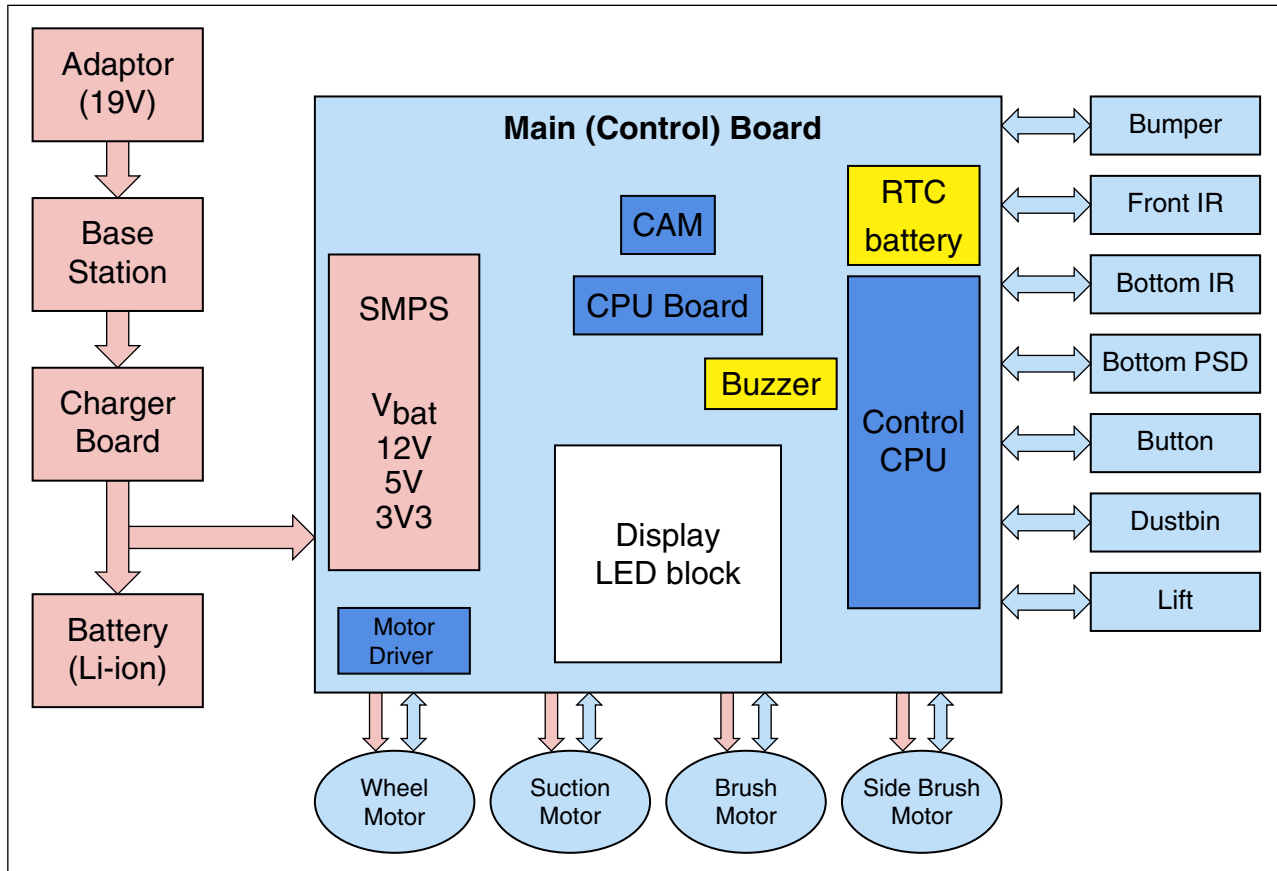 Adaptor
(19V)
Base
Station
Charger
Board
Battery
(Li-ion)
Main (Control) Board
CAM
RTC
battery
CPU Board
SMPS
Vbat
12V
5V
3V3
Buzzer
Control
CPU
Display
LED block
Motor
Driver
Bumper
Front IR
Bottom IR
Bottom PSD
Button
Dustbin
Lift
Wheel
Motor
Suction
Motor
Brush
Motor
Side Brush
Motor